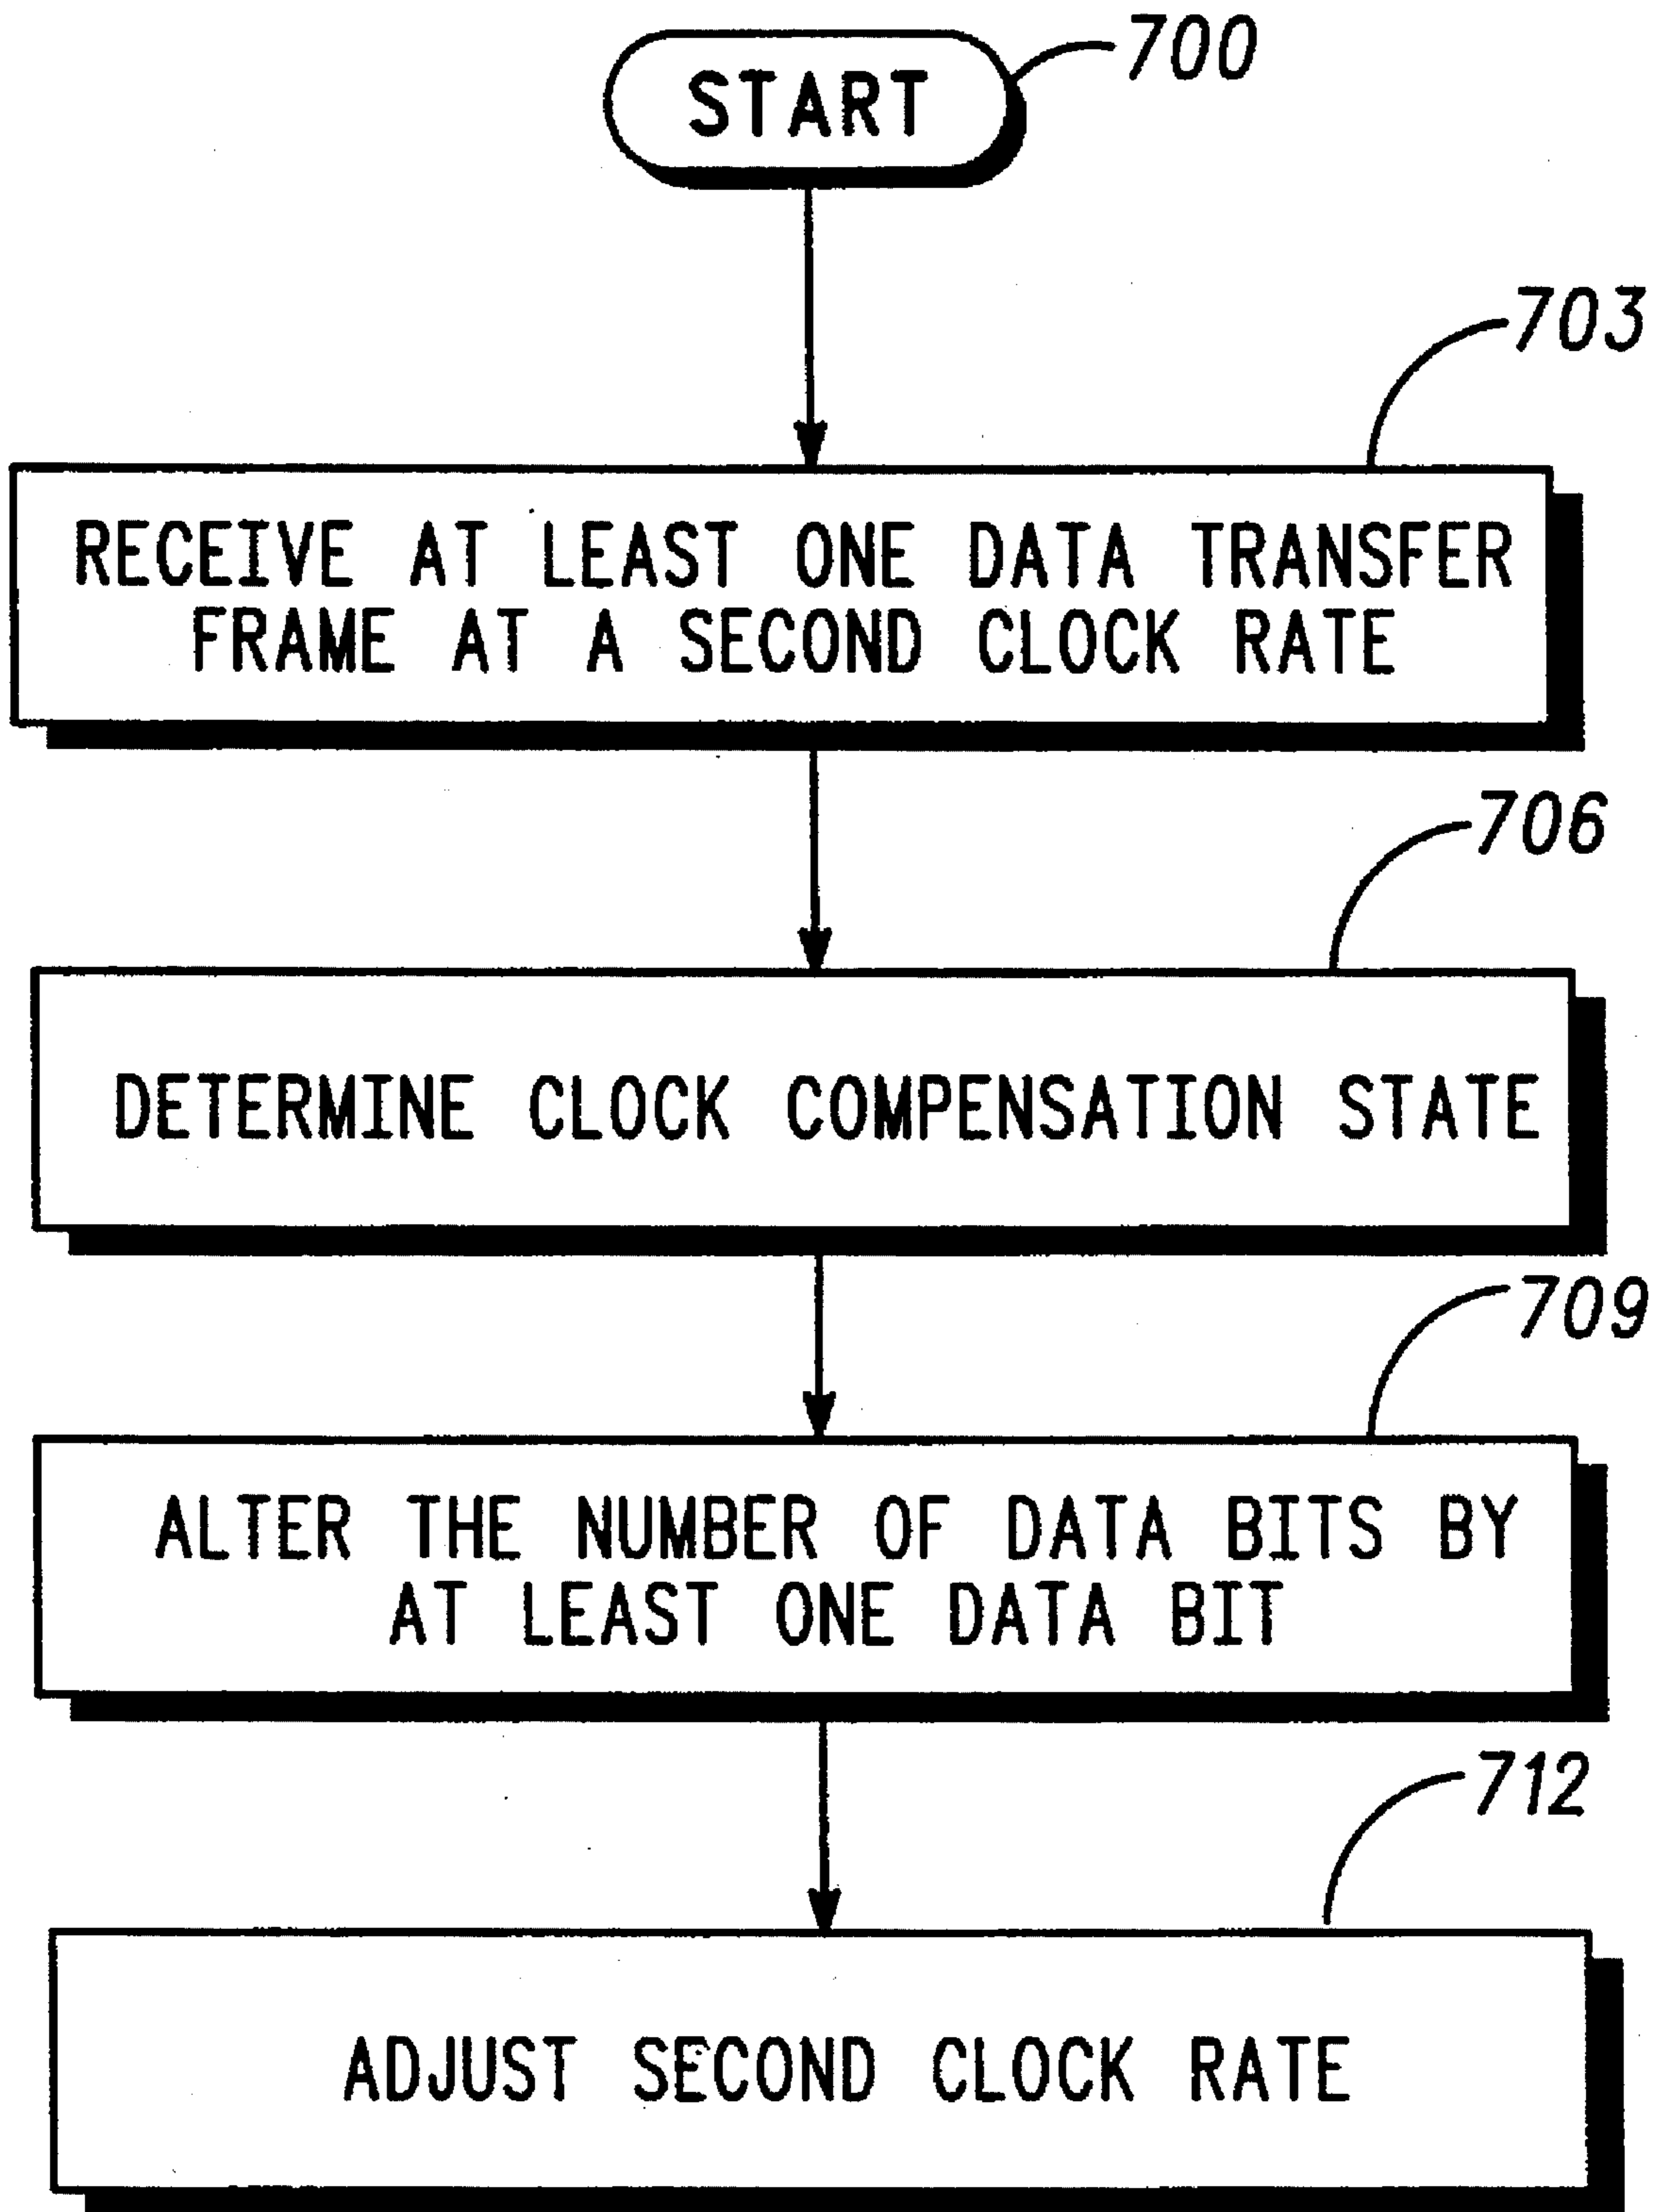 START
700
703
RECEIVE AT LEAST ONE DATA TRANSFER
FRAME AT A SECOND CLOCK RATE
706
DETERMINE CLOCK COMPENSATION STATE
709
ALTER THE NUMBER OF DATA BITS BY
AT LEAST ONE DATA BIT
712
ADJUST SECOND CLOCK RATE